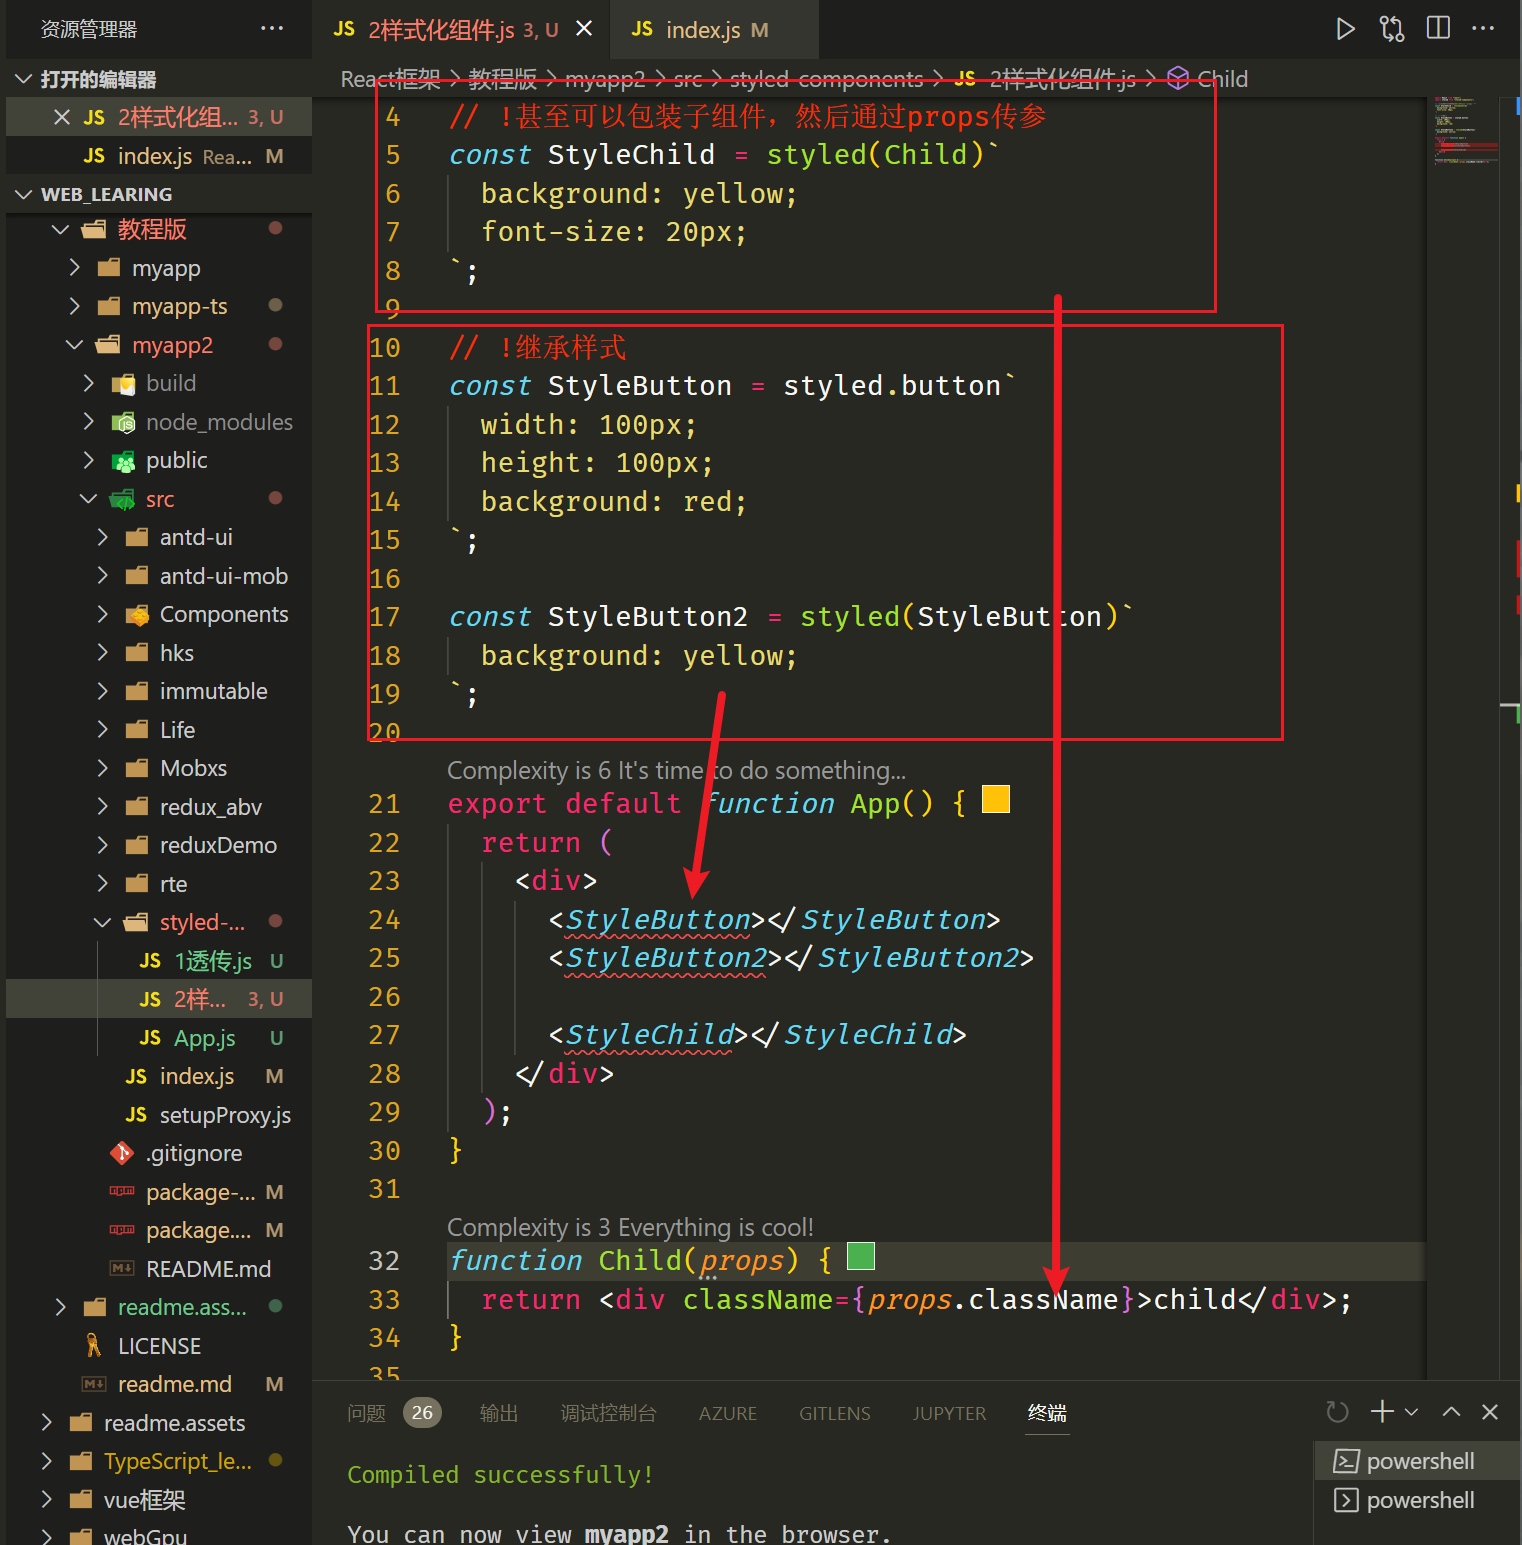 资源管理器 ···
打开的编辑器
JS 2样式化组... 3, U
JS index.js Rea... M
WEB_LEARING
教程版
myapp
myapp-ts
myapp2
build
node_modules
public
src
antd-ui
antd-ui-mob
Components
hks
immutable
Life
Mobxs
redux_abv
reduxDemo
rte
styled-...
JS 1透传.js U
JS 2样... 3, U
JS App.js U
JS index.js M
JS setupProxy.js
.gitignore
package-... M
package.... M
README.md
readme.ass...
LICENSE
readme.md M
readme.assets
TypeScript_le...
vue框架
webGpu
JS 2样式化组件.js 3, U
JS index.js M
React框架 > 教程版 > myapp2 > src > styled-components > JS 2样式化组件.js > Child
4 // !甚至可以包装子组件，然后通过props传参
5 const StyleChild = styled(Child)`
6 background: yellow;
7 font-size: 20px;
8 `;
9
10 // !继承样式
11 const StyleButton = styled.button`
12 width: 100px;
13 height: 100px;
14 background: red;
15 `;
16
17 const StyleButton2 = styled(StyleButton)`
18 background: yellow;
19 `;
20
Complexity is 6 It's time to do something...
21 export default function App() {
22 return (
23 <div>
24 <StyleButton></StyleButton>
25 <StyleButton2></StyleButton2>
26
27 <StyleChild></StyleChild>
28 </div>
29 );
30 }
31
Complexity is 3 Everything is cool!
32 function Child(props) {
33 return <div className={props.className}>child</div>;
34 }
35
问题 26 输出 调试控制台 AZURE GITLENS JUPYTER 终端
Compiled successfully!
You can now view myapp2 in the browser.
powershell
powershell